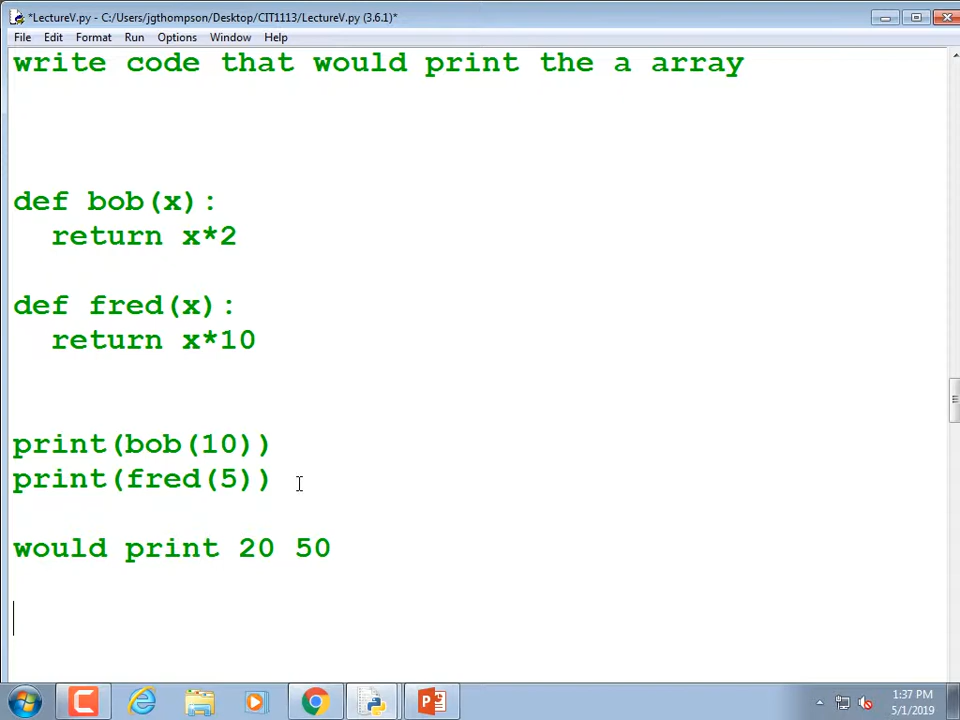 *LectureV.py - C:/Users/jgthompson/Desktop/CIT1113/LectureV.py (3.6.1)*
File Edit Format Run Options Window Help
write code that would print the a array
def bob(x):
  return x*2
def fred(x):
  return x*10
print(bob(10))
print(fred(5))
would print 20 50
1:37 PM
5/1/2019